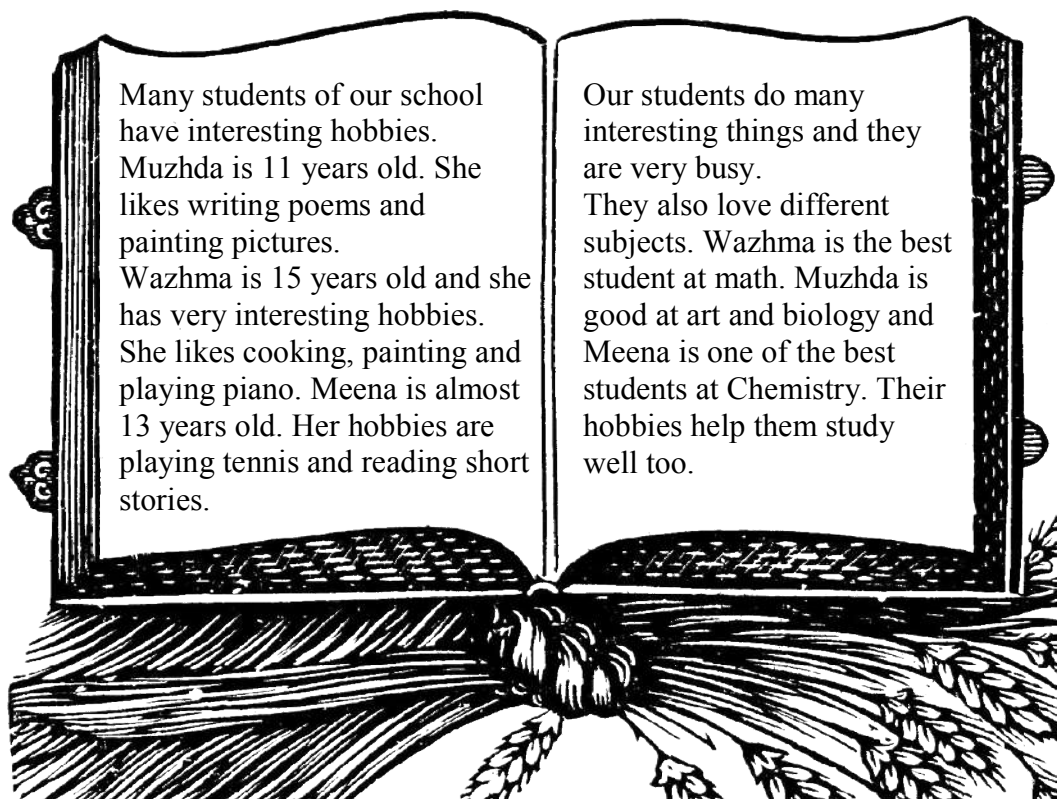 Many students of our school
have interesting hobbies.
Muzhda is 11 years old. She
likes writing poems and
painting pictures.
Wazhma is 15 years old and she
has very interesting hobbies.
She likes cooking, painting and
playing piano. Meena is almost
13 years old. Her hobbies are
playing tennis and reading short
stories.
Our students do many
interesting things and they
are very busy.
They also love different
subjects. Wazhma is the best
student at math. Muzhda is
good at art and biology and
Meena is one of the best
students at Chemistry. Their
hobbies help them study
well too.